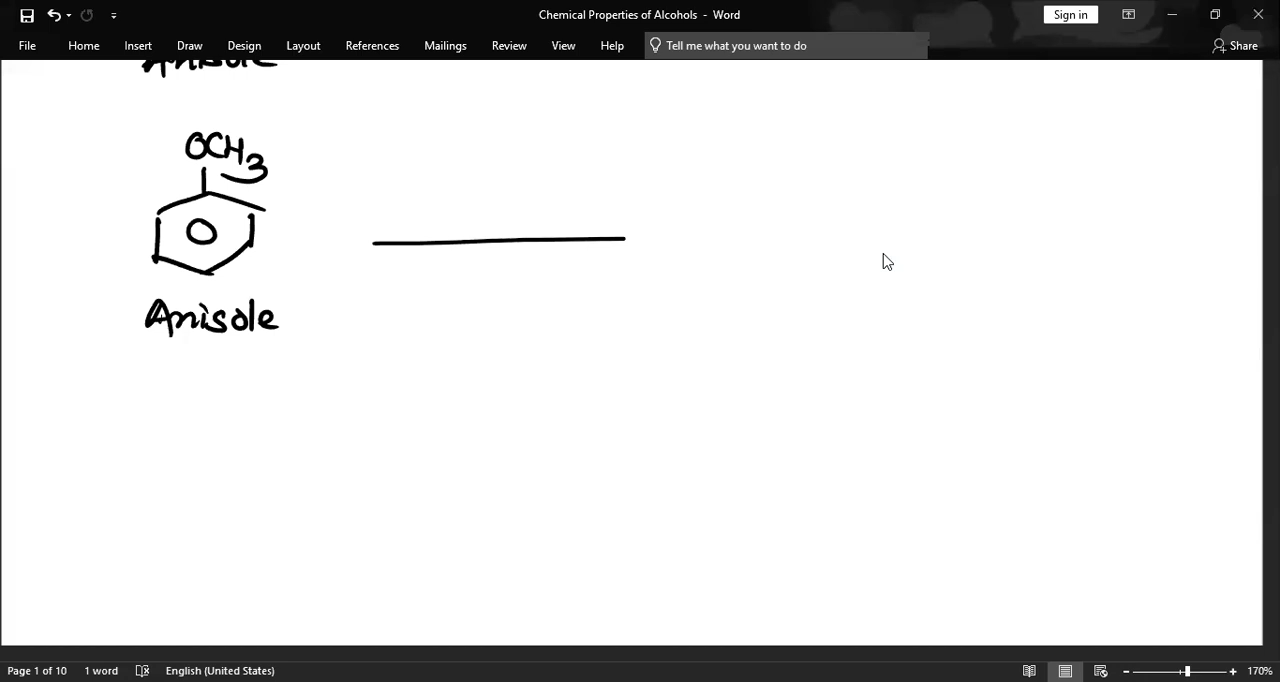 Chemical Properties of Alcohols - Word
Sign in
File Home Insert Draw Design Layout References Mailings Review View Help Tell me what you want to do Share
Anisole
OCH3
Anisole
Page 1 of 10 1 word English (United States) 170%